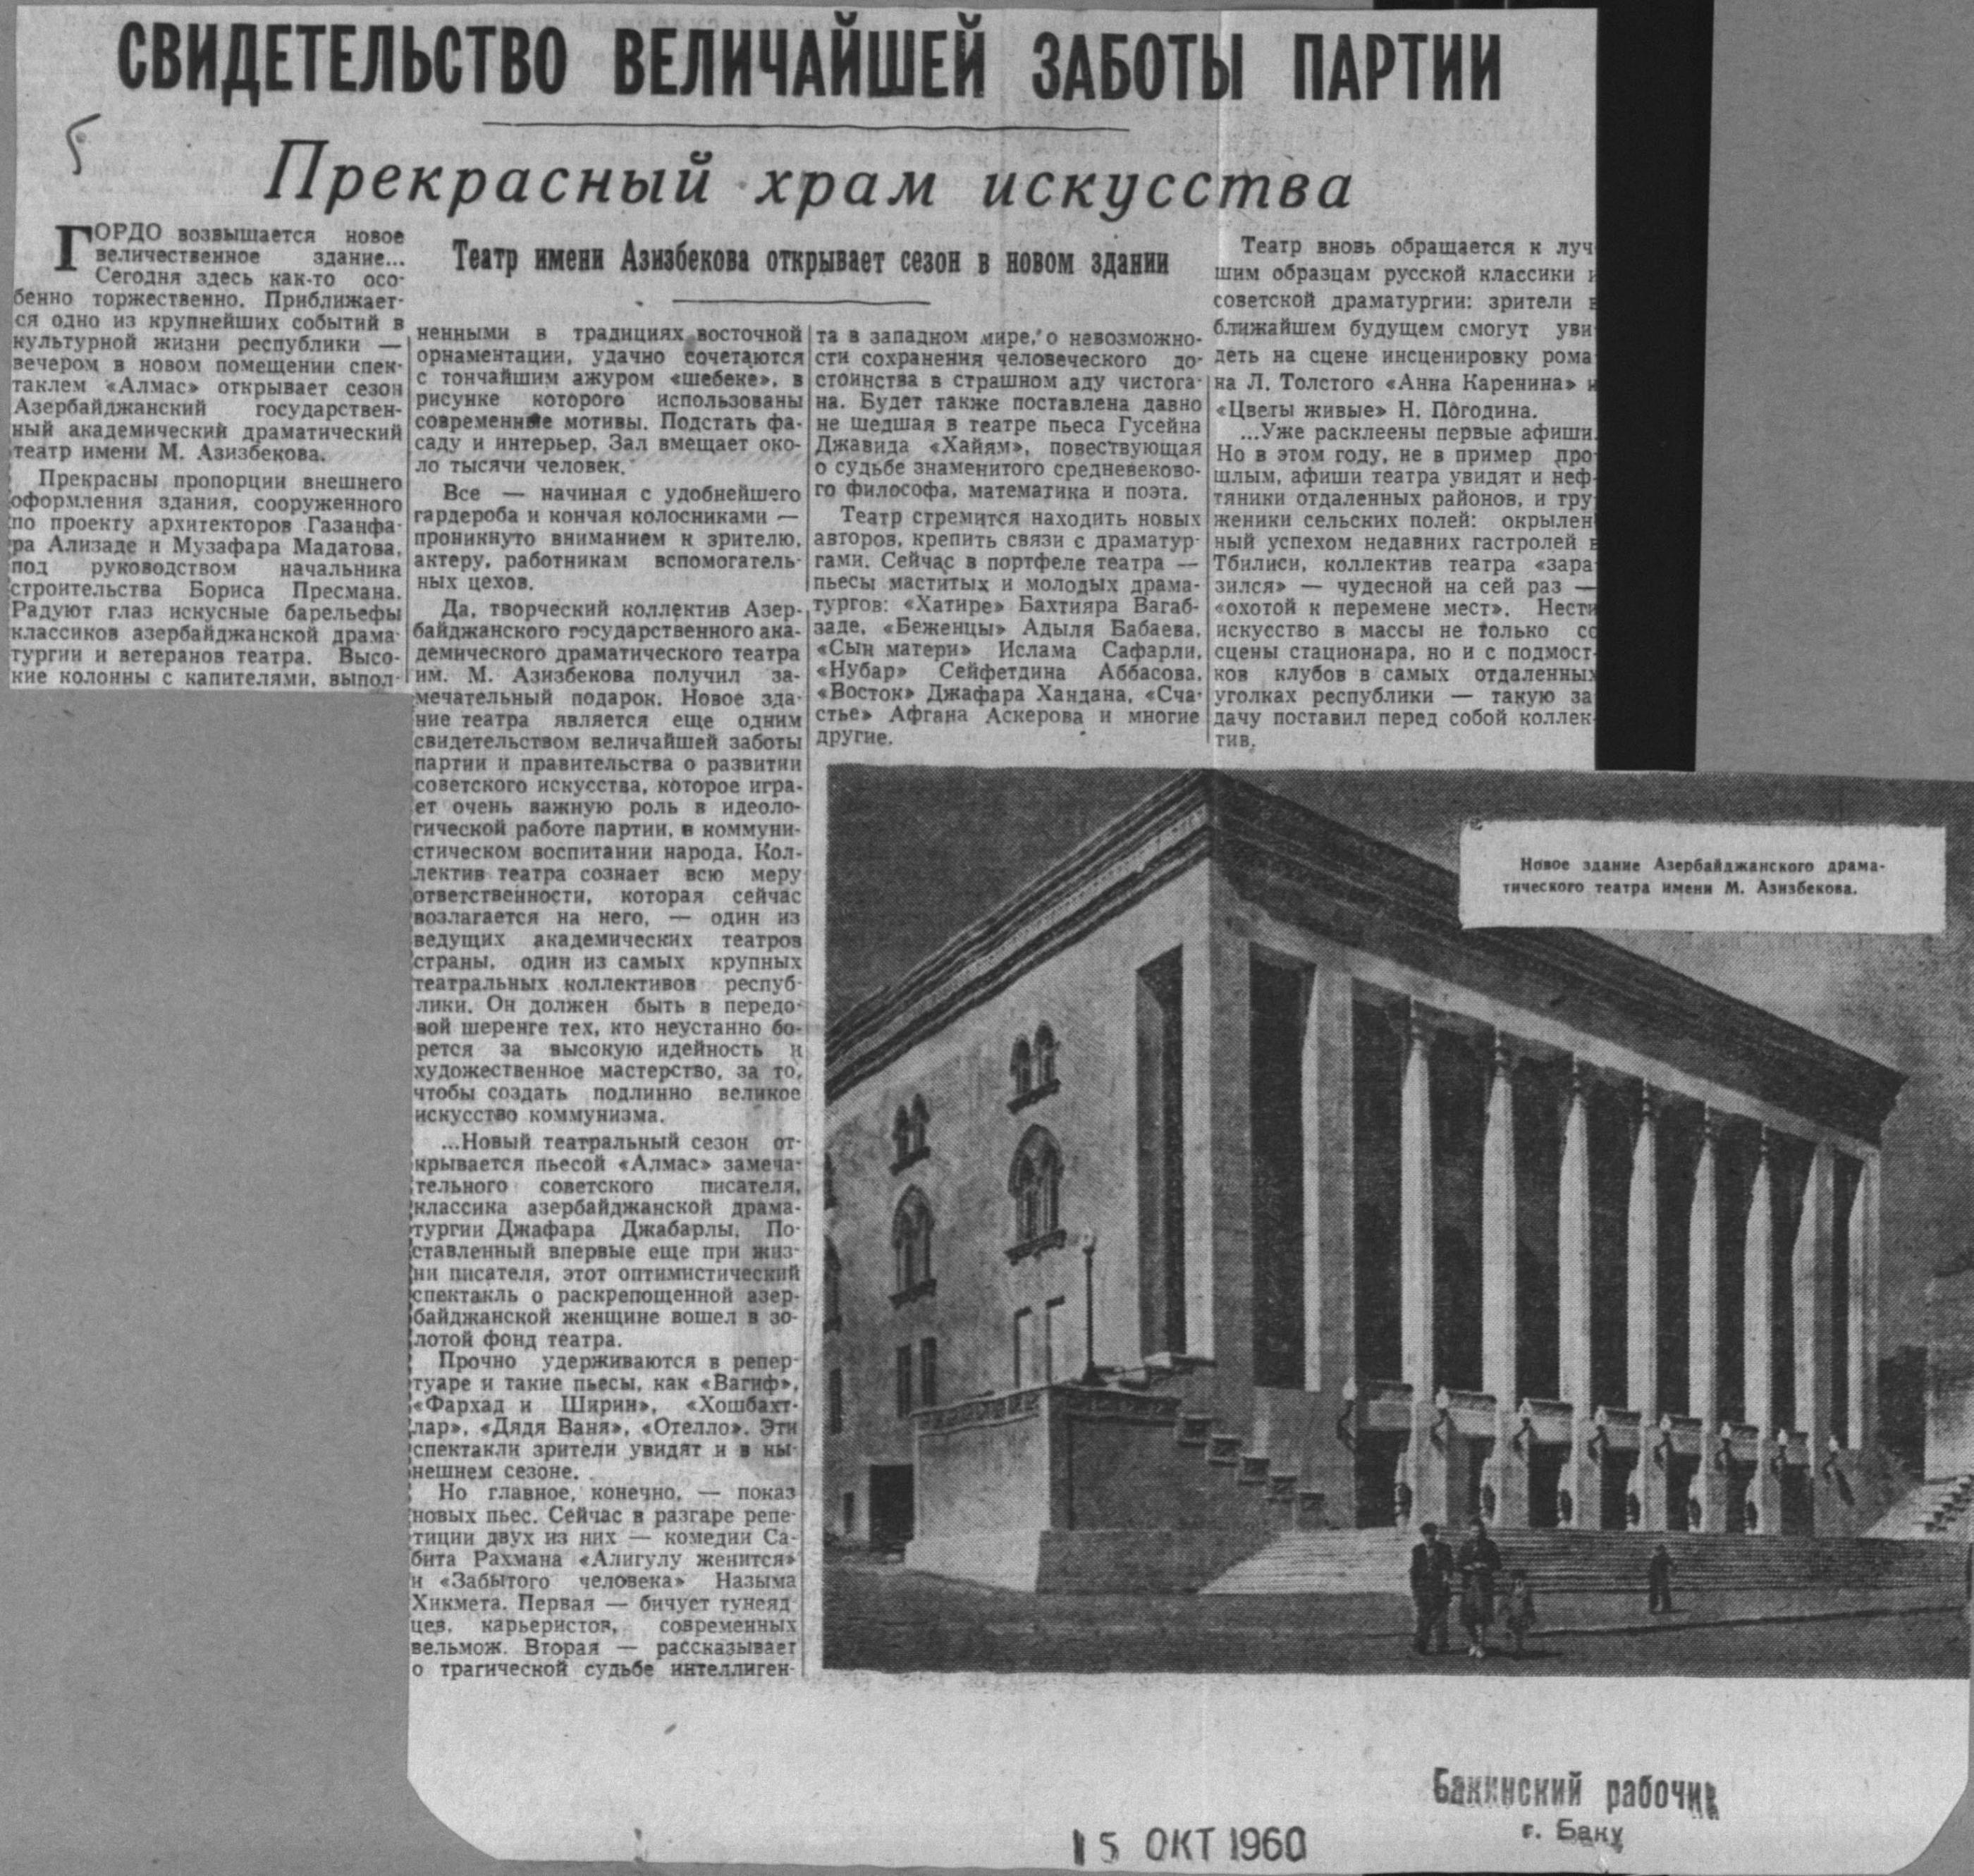 СВИДЕТЕЛЬСТВО ВЕЛИЧАЙШЕЙ ЗАБОТЫ ПАРТИИ
Прекрасный храм искусства
Театр имени Азизбекова открывает сезон в новом здании
ГОРДО возвышается новое
величественное здание...
Сегодня здесь как-то осо-
бенно торжественно. Приближает-
ся одно из крупнейших событий в
культурной жизни республики —
вечером в новом помещении спек-
таклем «Алмас» открывает сезон
Азербайджанский государствен-
ный академический драматический
театр имени М. Азизбекова.
Прекрасны пропорции внешнего
оформления здания, сооруженного
по проекту архитекторов Газанфа-
ра Ализаде и Музафара Мадатова,
под руководством начальника
строительства Бориса Пресмана.
Радуют глаз искусные барельефы
классиков азербайджанской драма-
тургии и ветеранов театра. Высо-
кие колонны с капителями, выпол-
ненными в традициях восточной
орнаментации, удачно сочетаются
с тончайшим ажуром «шебеке», в
рисунке которого использованы
современные мотивы. Подстать фа-
саду и интерьер. Зал вмещает око-
ло тысячи человек.
Все — начиная с удобнейшего
гардероба и кончая колосниками —
проникнуто вниманием к зрителю,
актеру, работникам вспомогатель-
ных цехов.
Да, творческий коллектив Азер-
байджанского государственного ака-
демического драматического театра
им. М. Азизбекова получил за-
мечательный подарок. Новое зда-
ние театра является еще одним
свидетельством величайшей заботы
партии и правительства о развитии
советского искусства, которое игра-
ет очень важную роль в идеоло-
гической работе партии, в коммуни-
стическом воспитании народа. Кол-
лектив театра сознает всю меру
ответственности, которая сейчас
возлагается на него, — один из
ведущих академических театров
страны, один из самых крупных
театральных коллективов респуб-
лики. Он должен быть в передо-
вой шеренге тех, кто неустанно бо-
рется за высокую идейность и
художественное мастерство, за то,
чтобы создать подлинно великое
искусство коммунизма.
...Новый театральный сезон от-
крывается пьесой «Алмас» замеча-
тельного советского писателя,
классика азербайджанской драма-
тургии Джафара Джабарлы. По-
ставленный впервые еще при жиз-
ни писателя, этот оптимистический
спектакль о раскрепощенной азер-
байджанской женщине вошел в зо-
лотой фонд театра.
Прочно удерживаются в репер-
туаре и такие пьесы, как «Вагиф»,
«Фархад и Ширин», «Хошбахт-
лар», «Дядя Ваня», «Отелло». Эти
спектакли зрители увидят и в ны-
нешнем сезоне.
Но главное, конечно, — показ
новых пьес. Сейчас в разгаре репе-
тиции двух из них — комедии Са-
бита Рахмана «Алигулу женится»
и «Забытого человека» Назыма
Хикмета. Первая — бичует тунеяд-
цев, карьеристов, современных
вельмож. Вторая — рассказывает
о трагической судьбе интеллиген-
та в западном мире, о невозможно-
сти сохранения человеческого до-
стоинства в страшном аду чистога-
на. Будет также поставлена давно
не шедшая в театре пьеса Гусейна
Джавида «Хайям», повествующая
о судьбе знаменитого средневеково-
го философа, математика и поэта.
Театр стремится находить новых
авторов, крепить связи с драматур-
гами. Сейчас в портфеле театра —
пьесы маститых и молодых драма-
тургов: «Хатире» Бахтияра Вагаб-
заде, «Беженцы» Адыля Бабаева,
«Сын матери» Ислама Сафарли,
«Нубар» Сейфетдина Аббасова,
«Восток» Джафара Хандана, «Сча-
стье» Афгана Аскерова и многие
другие.
Театр вновь обращается к луч-
шим образцам русской классики и
советской драматургии: зрители в
ближайшем будущем смогут уви-
деть на сцене инсценировку рома-
на Л. Толстого «Анна Каренина» и
«Цветы живые» Н. Погодина.
...Уже расклеены первые афиши.
Но в этом году, не в пример про-
шлым, афиши театра увидят и неф-
тяники отдаленных районов, и тру-
женики сельских полей: окрылен-
ный успехом недавних гастролей в
Тбилиси, коллектив театра «зара-
зился» — чудесной на сей раз —
«охотой к перемене мест». Нести
искусство в массы не только со
сцены стационара, но и с подмост-
ков клубов в самых отдаленных
уголках республики — такую за-
дачу поставил перед собой коллек-
тив.
Новое здание Азербайджанского драма-
тического театра имени М. Азизбекова.
Бакинский рабочий
г. Баку
15 ОКТ 1960